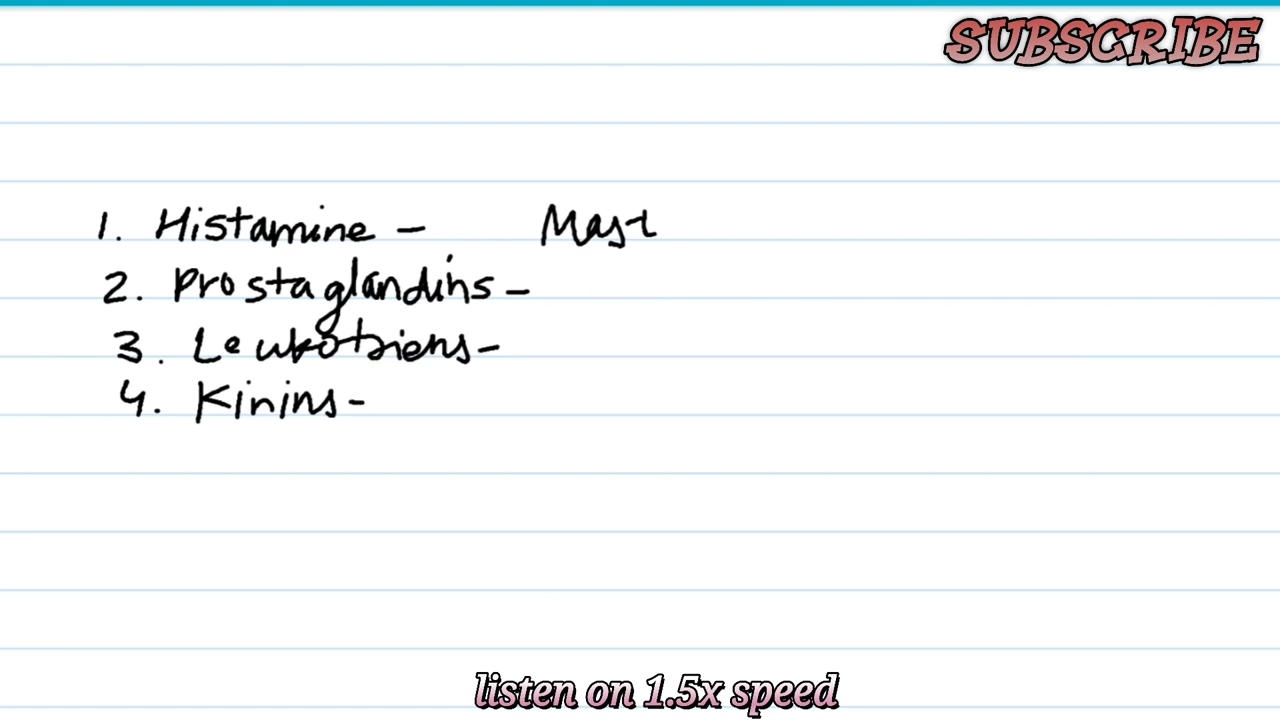 SUBSCRIBE
1. Histamine - Mast
2. Prostaglandins -
3. Leukotriens -
4. Kinins -
listen on 1.5x speed